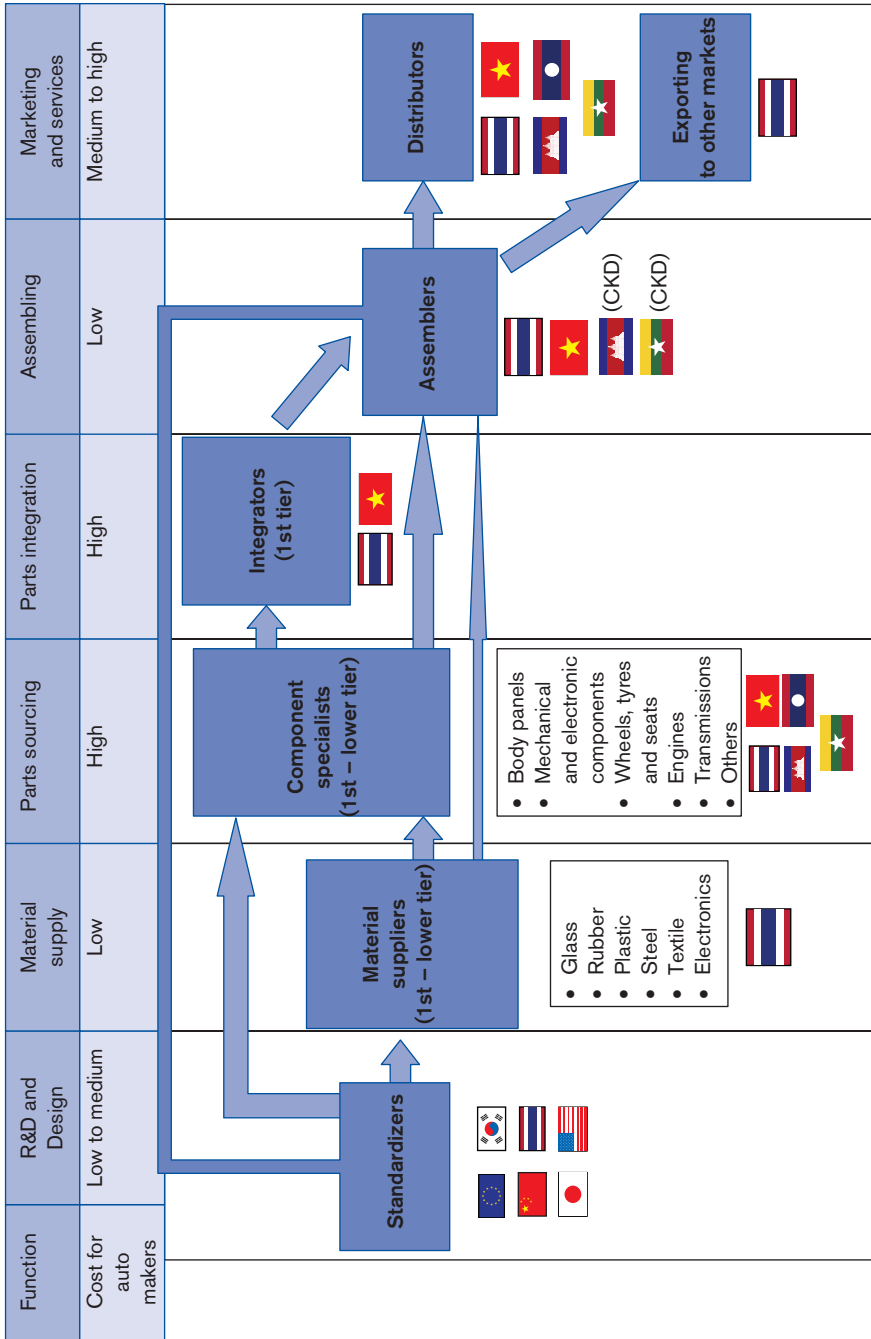 Function
R&D and
Design
Material
supply
Parts sourcing
Parts integration
Assembling
Marketing
and services
Cost for
auto
makers
Low to medium
Low
High
High
Low
Medium to high
Standardizers
Material
suppliers
(1st – lower tier)
• Glass
• Rubber
• Plastic
• Steel
• Textile
• Electronics
Component
specialists
(1st – lower tier)
• Body panels
• Mechanical
and electronic
components
• Wheels, tyres
and seats
• Engines
• Transmissions
• Others
Integrators
(1st tier)
Assemblers
(CKD)
(CKD)
Distributors
Exporting
to other markets